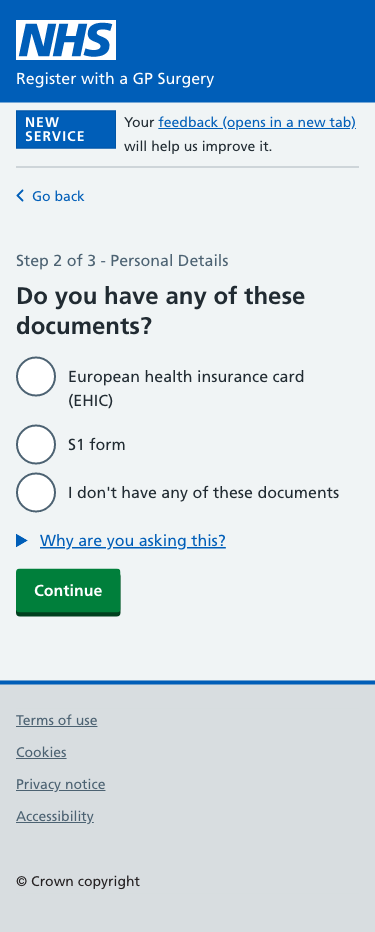 NHS
Register with a GP Surgery
NEW
SERVICE
Your feedback (opens in a new tab)
will help us improve it.
Go back
Step 2 of 3 - Personal Details
Do you have any of these
documents?
European health insurance card
(EHIC)
S1 form
I don't have any of these documents
Why are you asking this?
Continue
Terms of use
Cookies
Privacy notice
Accessibility
© Crown copyright